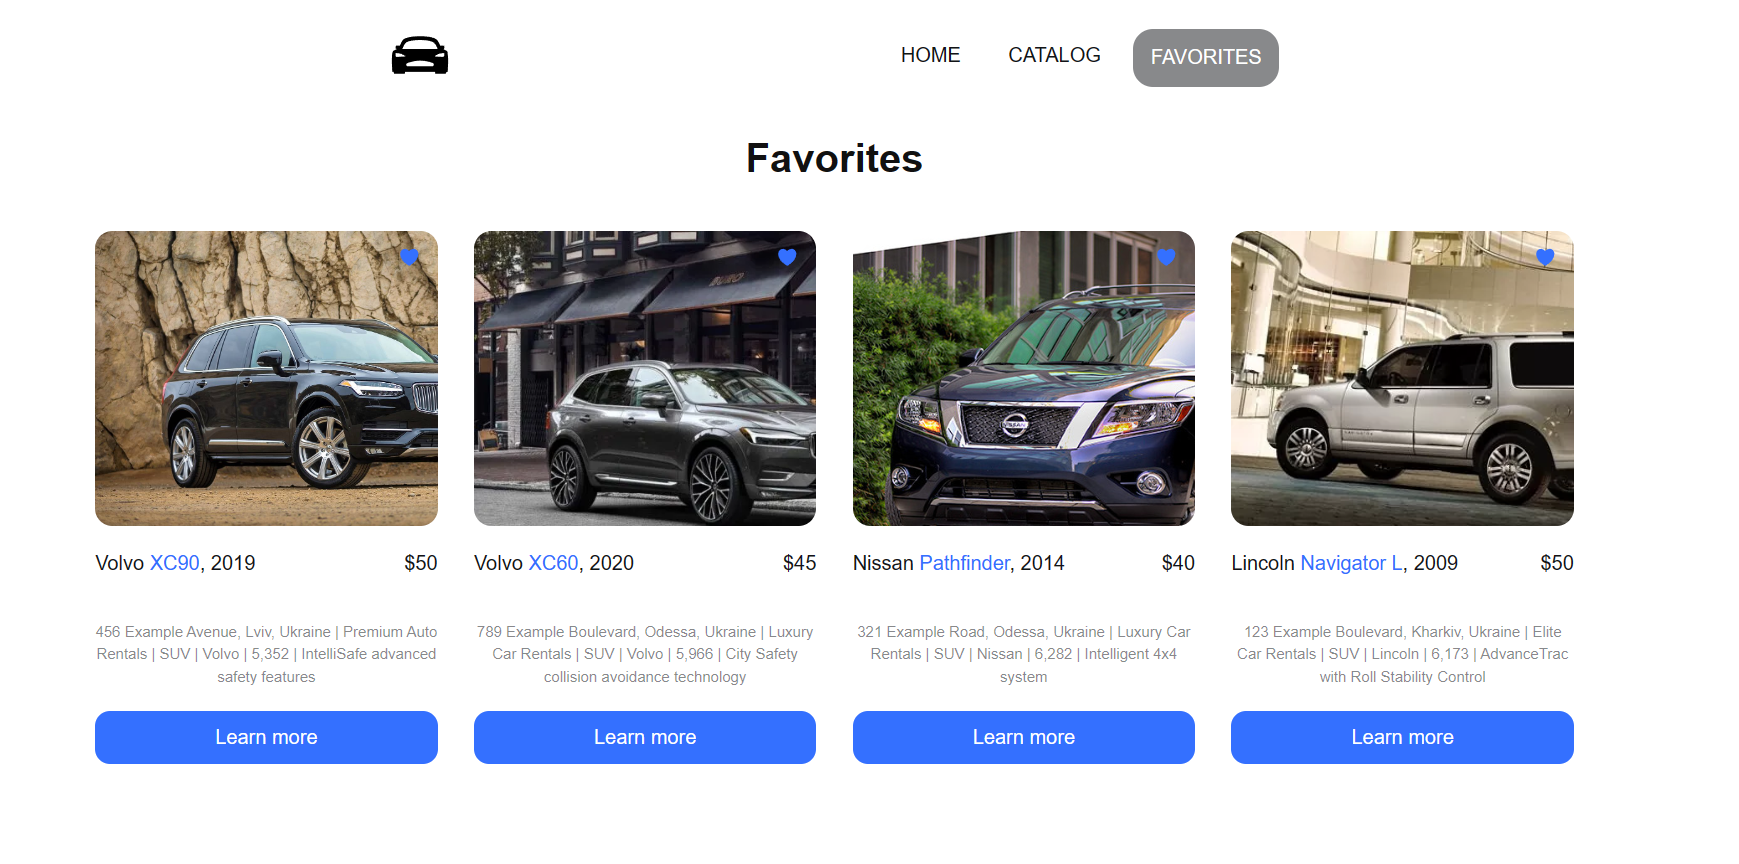 HOME CATALOG FAVORITES
Favorites
Volvo XC90, 2019 $50
456 Example Avenue, Lviv, Ukraine | Premium Auto
Rentals | SUV | Volvo | 5,352 | IntelliSafe advanced
safety features
Learn more
Volvo XC60, 2020 $45
789 Example Boulevard, Odessa, Ukraine | Luxury
Car Rentals | SUV | Volvo | 5,966 | City Safety
collision avoidance technology
Learn more
NISSAN
Nissan Pathfinder, 2014 $40
321 Example Road, Odessa, Ukraine | Luxury Car
Rentals | SUV | Nissan | 6,282 | Intelligent 4x4
system
Learn more
Lincoln Navigator L, 2009 $50
123 Example Boulevard, Kharkiv, Ukraine | Elite
Car Rentals | SUV | Lincoln | 6,173 | AdvanceTrac
with Roll Stability Control
Learn more